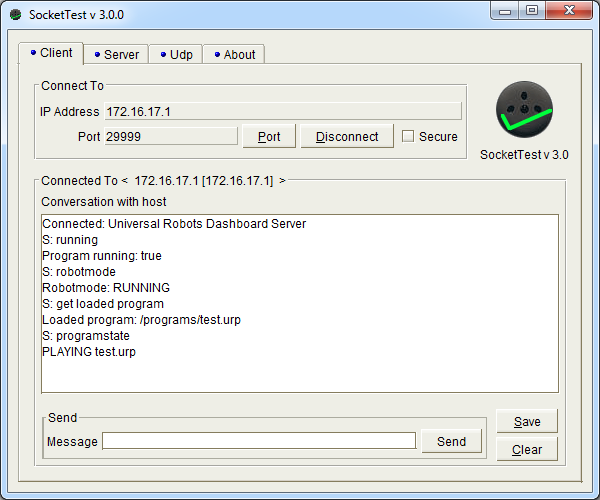 SocketTest v 3.0.0
Client
Server
Udp
About
Connect To
IP Address 172.16.17.1
Port 29999 Port Disconnect Secure
SocketTest v 3.0
Connected To < 172.16.17.1 [172.16.17.1] >
Conversation with host
Connected: Universal Robots Dashboard Server
S: running
Program running: true
S: robotmode
Robotmode: RUNNING
S: get loaded program
Loaded program: /programs/test.urp
S: programstate
PLAYING test.urp
Send
Message Send
Save
Clear